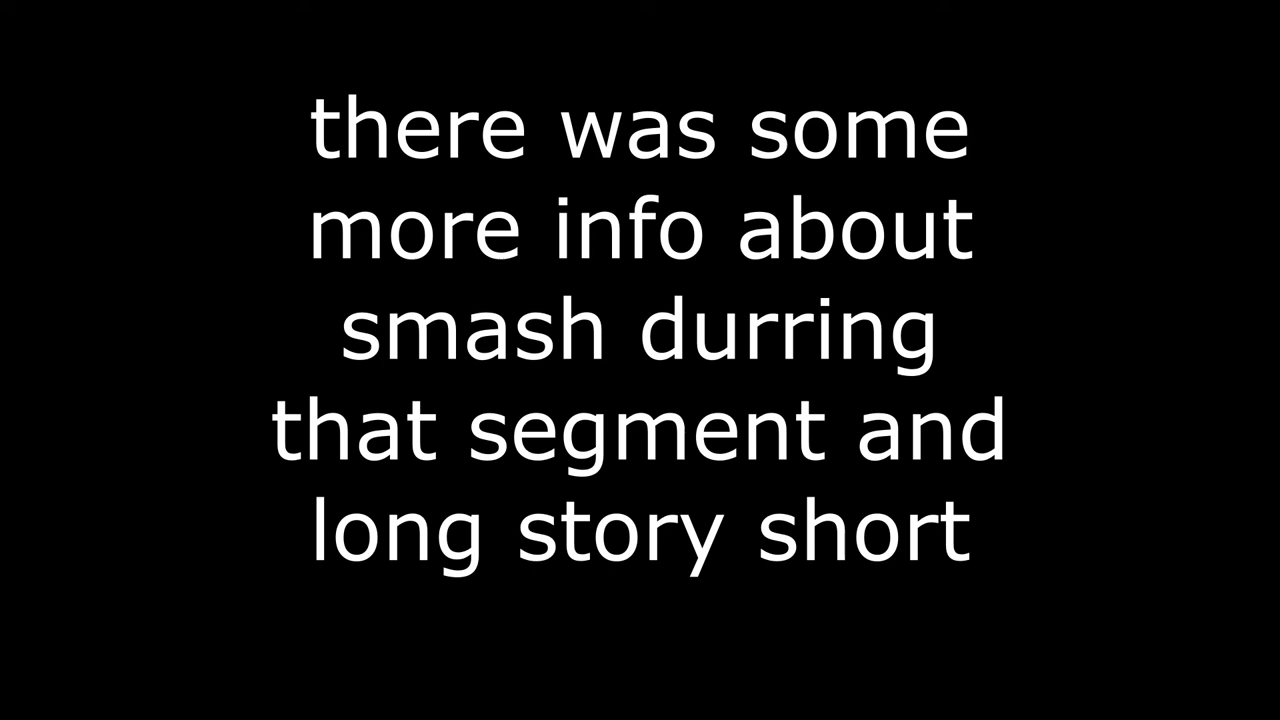 there was some
more info about
smash durring
that segment and
long story short